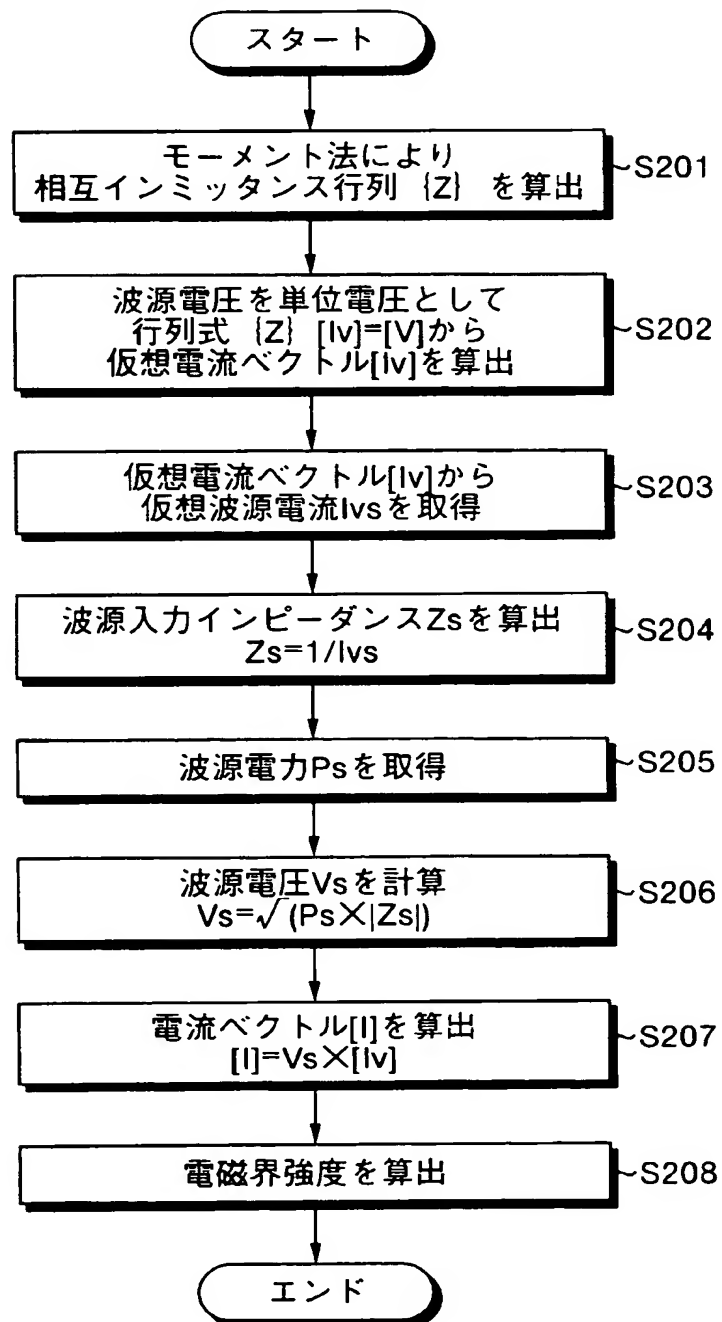 スタート
モーメント法により
相互インミッタンス行列 {Z} を算出
S201
波源電圧を単位電圧として
行列式 {Z} [Iv]=[V]から
仮想電流ベクトル[Iv]を算出
S202
仮想電流ベクトル[Iv]から
仮想波源電流Ivsを取得
S203
波源入力インピーダンスZsを算出
Zs=1/Ivs
S204
波源電力Psを取得
S205
波源電圧Vsを計算
Vs=√(Ps×|Zs|)
S206
電流ベクトル[I]を算出
[I]=Vs×[Iv]
S207
電磁界強度を算出
S208
エンド